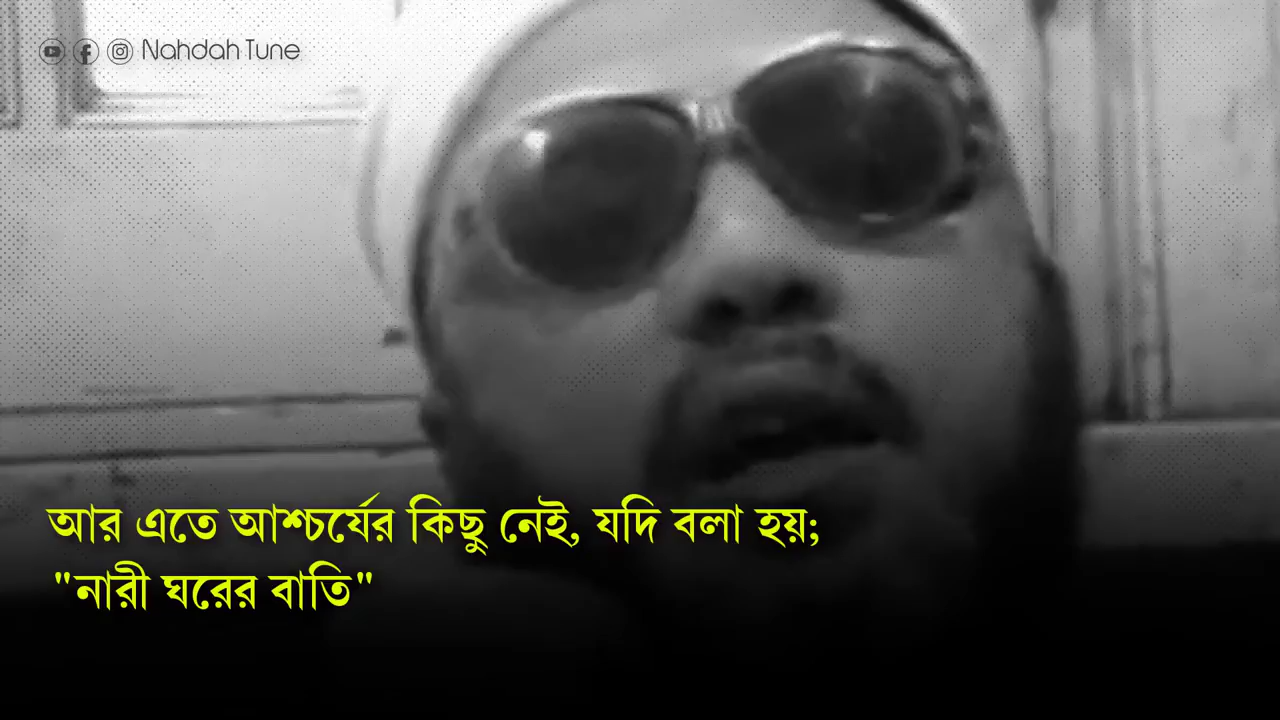 Nahdah Tune
আর এতে আশ্চর্যের কিছু নেই, যদি বলা হয়;
"নারী ঘরের বাতি"